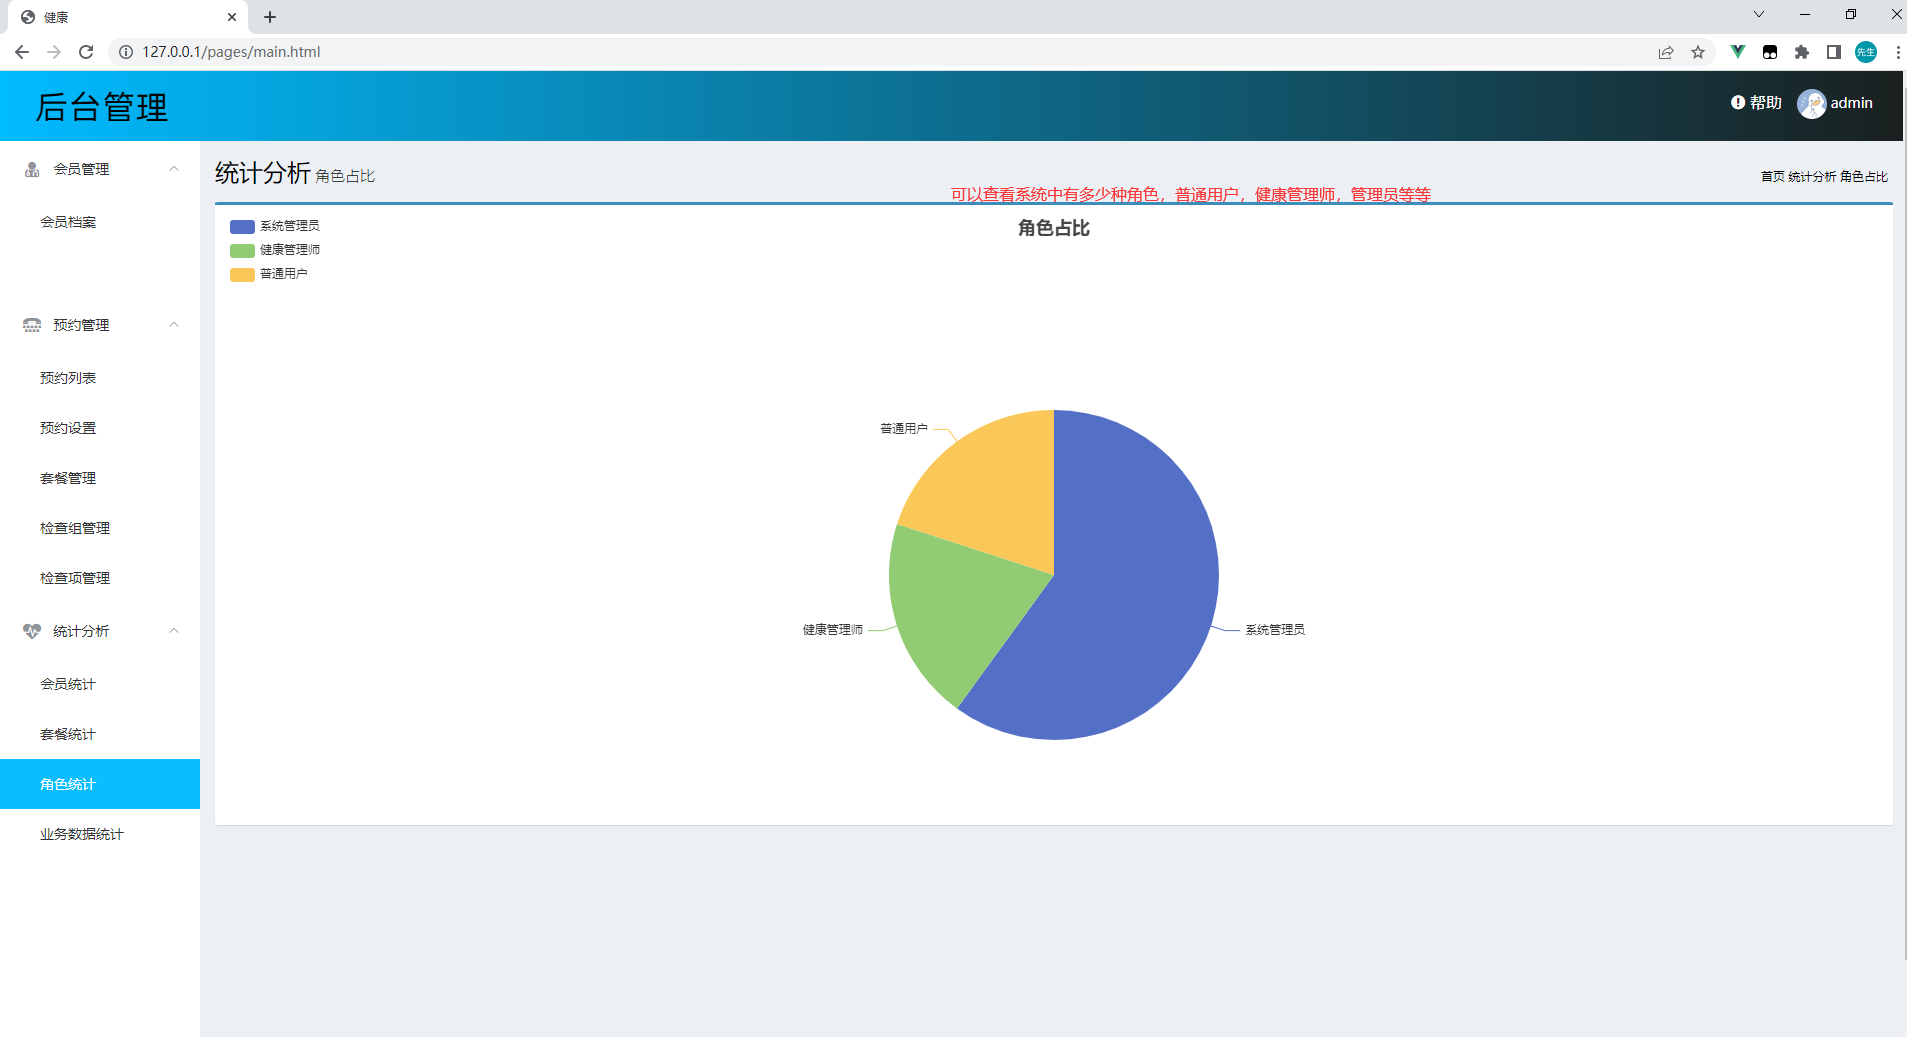 健康
127.0.0.1/pages/main.html
先生
后台管理
帮助
admin
会员管理
会员档案
预约管理
预约列表
预约设置
套餐管理
检查组管理
检查项管理
统计分析
会员统计
套餐统计
角色统计
业务数据统计
统计分析 角色占比
首页 统计分析 角色占比
可以查看系统中有多少种角色，普通用户，健康管理师，管理员等等
角色占比
系统管理员
健康管理师
普通用户
普通用户
健康管理师
系统管理员